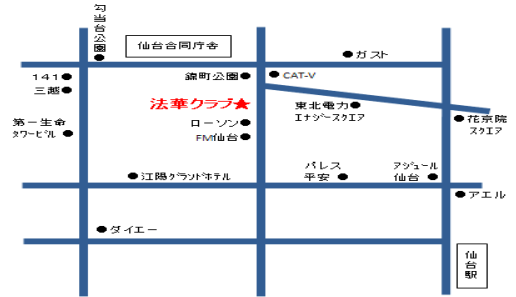 勾当台公園
仙台合同庁舎
ガスト
141
錦町公園
CAT-V
三越
法華クラブ★
東北電力
エナジースクエア
第一生命
タワービル
ローソン
FM仙台
花京院
スクエア
江陽グランドホテル
パレス
平安
アジュール
仙台
アエル
ダイエー
仙台駅